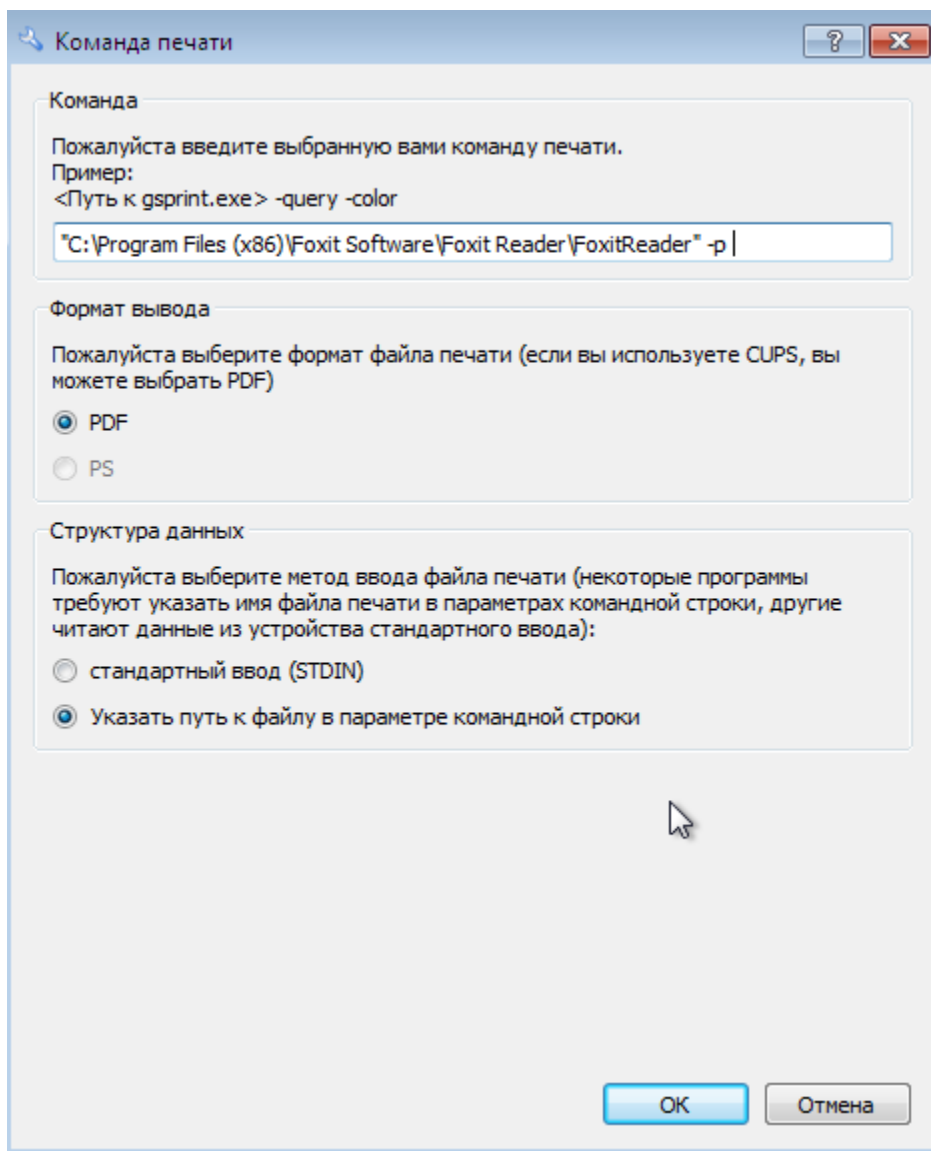 Команда печати
Команда
Пожалуйста введите выбранную вами команду печати.
Пример:
<Путь к gsprint.exe> -query -color
"C:\Program Files (x86)\Foxit Software\Foxit Reader\FoxitReader" -p
Формат вывода
Пожалуйста выберите формат файла печати (если вы используете CUPS, вы
можете выбрать PDF)
PDF
PS
Структура данных
Пожалуйста выберите метод ввода файла печати (некоторые программы
требуют указать имя файла печати в параметрах командной строки, другие
читают данные из устройства стандартного ввода):
стандартный ввод (STDIN)
Указать путь к файлу в параметре командной строки
OK
Отмена